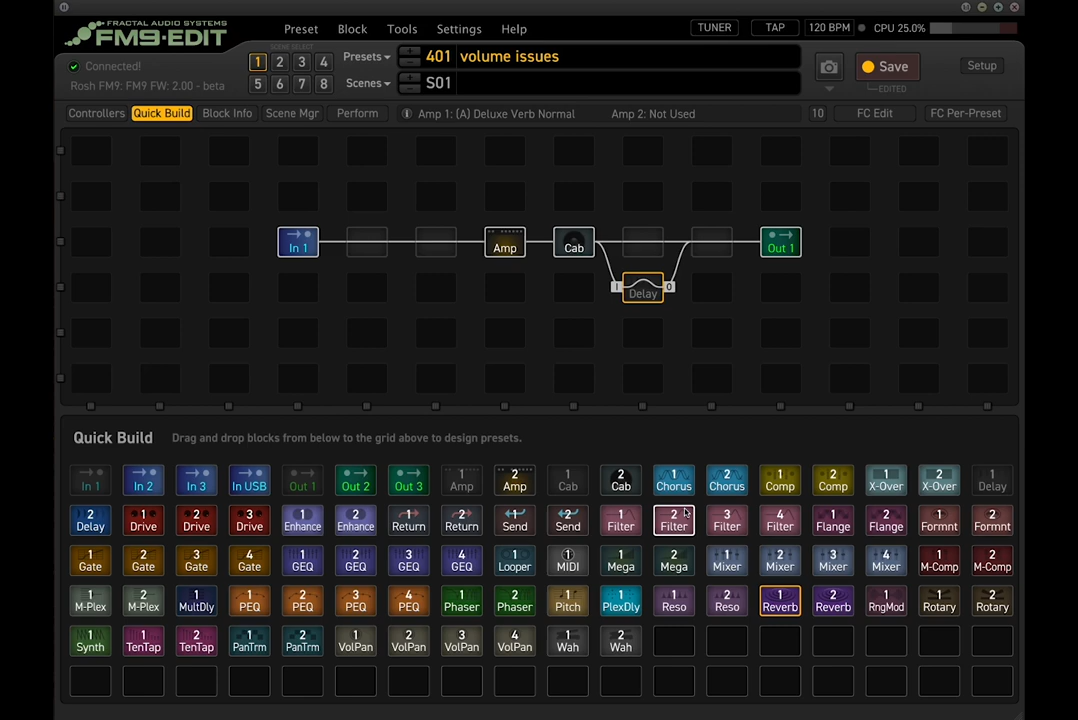 FRACTAL AUDIO SYSTEMS
FM9-EDIT
Preset Block Tools Settings Help
TUNER TAP 120 BPM CPU 25.0%
Connected!
Rosh FM9: FM9 FW: 2.00 - beta
SCENE SELECT
1 2 3 4
5 6 7 8
Presets 401 volume issues
Scenes S01
Save
EDITED
Setup
Controllers Quick Build Block Info Scene Mgr Perform Amp 1: (A) Deluxe Verb Normal Amp 2: Not Used 10 FC Edit FC Per-Preset
In 1 Amp Cab Out 1
I Delay O
Quick Build Drag and drop blocks from below to the grid above to design presets.
In 1 In 2 In 3 In USB Out 1 Out 2 Out 3 1 Amp 2 Amp 1 Cab 2 Cab 1 Chorus 2 Chorus 1 Comp 2 Comp 1 X-Over 2 X-Over 1 Delay
2 Delay 1 Drive 2 Drive 3 Drive 1 Enhance 2 Enhance 1 Return 2 Return 1 Send 2 Send 1 Filter 2 Filter 3 Filter 4 Filter 1 Flange 2 Flange 1 Formnt 2 Formnt
1 Gate 2 Gate 3 Gate 4 Gate 1 GEQ 2 GEQ 3 GEQ 4 GEQ 1 Looper 1 MIDI 1 Mega 2 Mega 1 Mixer 2 Mixer 3 Mixer 4 Mixer 1 M-Comp 2 M-Comp
1 M-Plex 2 M-Plex 1 MultDly 1 PEQ 2 PEQ 3 PEQ 4 PEQ 1 Phaser 2 Phaser 1 Pitch 1 PlexDly 1 Reso 2 Reso 1 Reverb 2 Reverb 1 RngMod 1 Rotary 2 Rotary
1 Synth 1 TenTap 2 TenTap 1 PanTrm 2 PanTrm 1 VolPan 2 VolPan 3 VolPan 4 VolPan 1 Wah 2 Wah